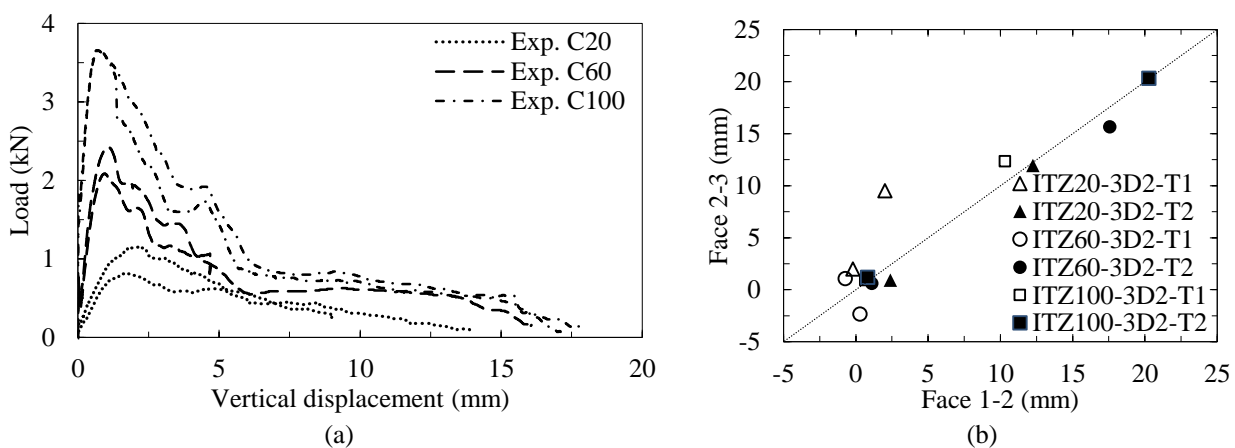 4
3
2
1
0
Load (kN)
Exp. C20
Exp. C60
Exp. C100
0 5 10 15 20
Vertical displacement (mm)
(a)
25
20
15
10
5
0
-5
Face 2-3 (mm)
ITZ20-3D2-T1
ITZ20-3D2-T2
ITZ60-3D2-T1
ITZ60-3D2-T2
ITZ100-3D2-T1
ITZ100-3D2-T2
-5 0 5 10 15 20 25
Face 1-2 (mm)
(b)